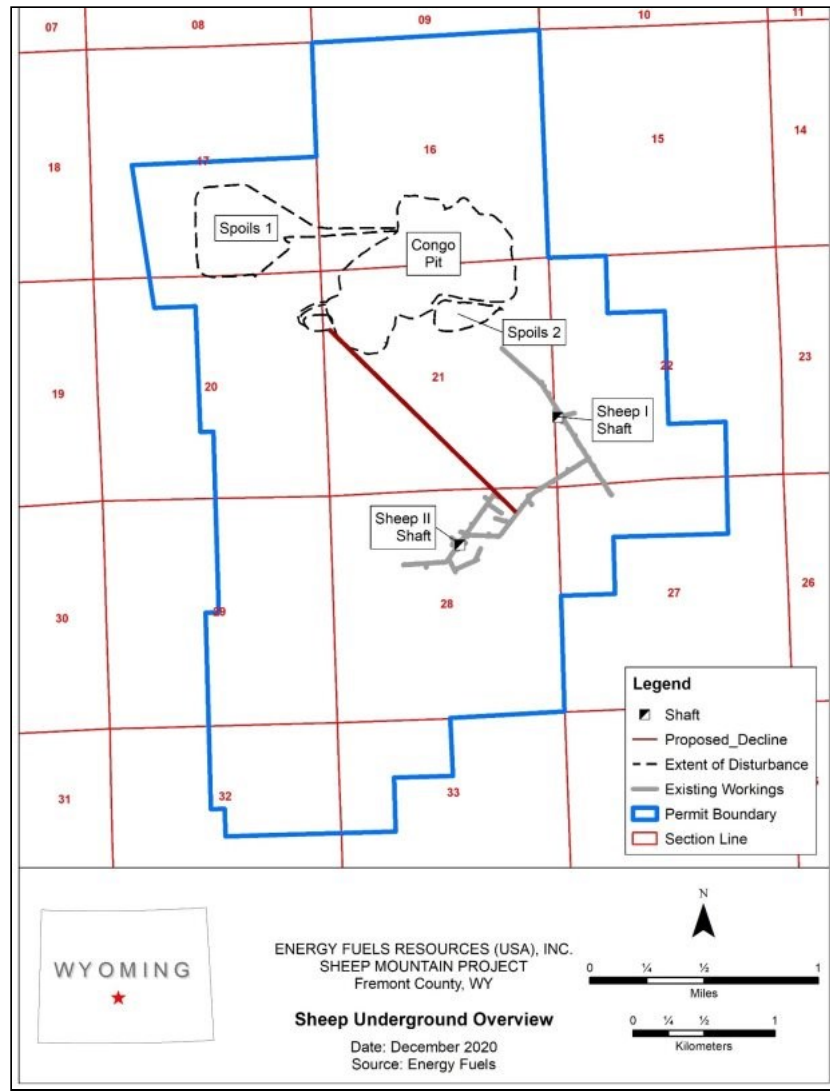 07
08
09
10
11
18
17
16
15
14
Spoils 1
Congo
Pit
Spoils 2
19
20
21
22
23
Sheep I
Shaft
Sheep II
Shaft
30
29
28
27
26
31
32
33
Legend
Shaft
Proposed_Decline
Extent of Disturbance
Existing Workings
Permit Boundary
Section Line
WYOMING
ENERGY FUELS RESOURCES (USA), INC.
SHEEP MOUNTAIN PROJECT
Fremont County, WY
Sheep Underground Overview
Date: December 2020
Source: Energy Fuels
N
0 ¼ ½ 1
Miles
0 ¼ ½ 1
Kilometers